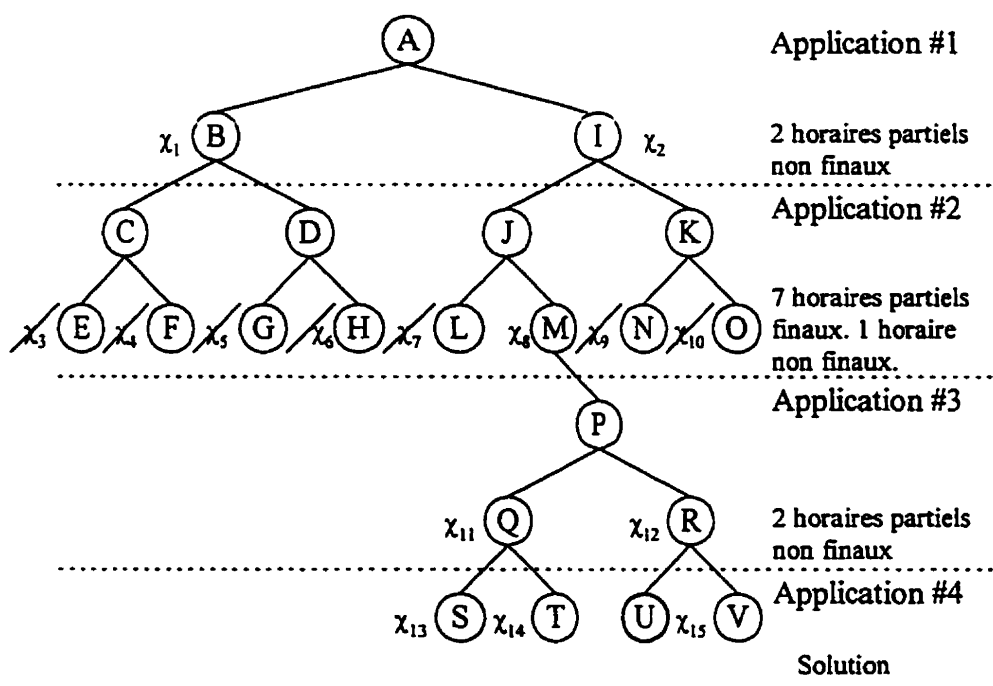 A
Application #1
χ₁ B
I χ₂
2 horaires partiels
non finaux
Application #2
C
D
J
K
χ₃ E
χ₄ F
χ₅ G
χ₆ H
χ₇ L
χ₈ M
χ₉ N
χ₁₀ O
7 horaires partiels
finaux. 1 horaire
non finaux.
Application #3
P
χ₁₁ Q
χ₁₂ R
2 horaires partiels
non finaux
Application #4
χ₁₃ S
χ₁₄ T
U
χ₁₅ V
Solution